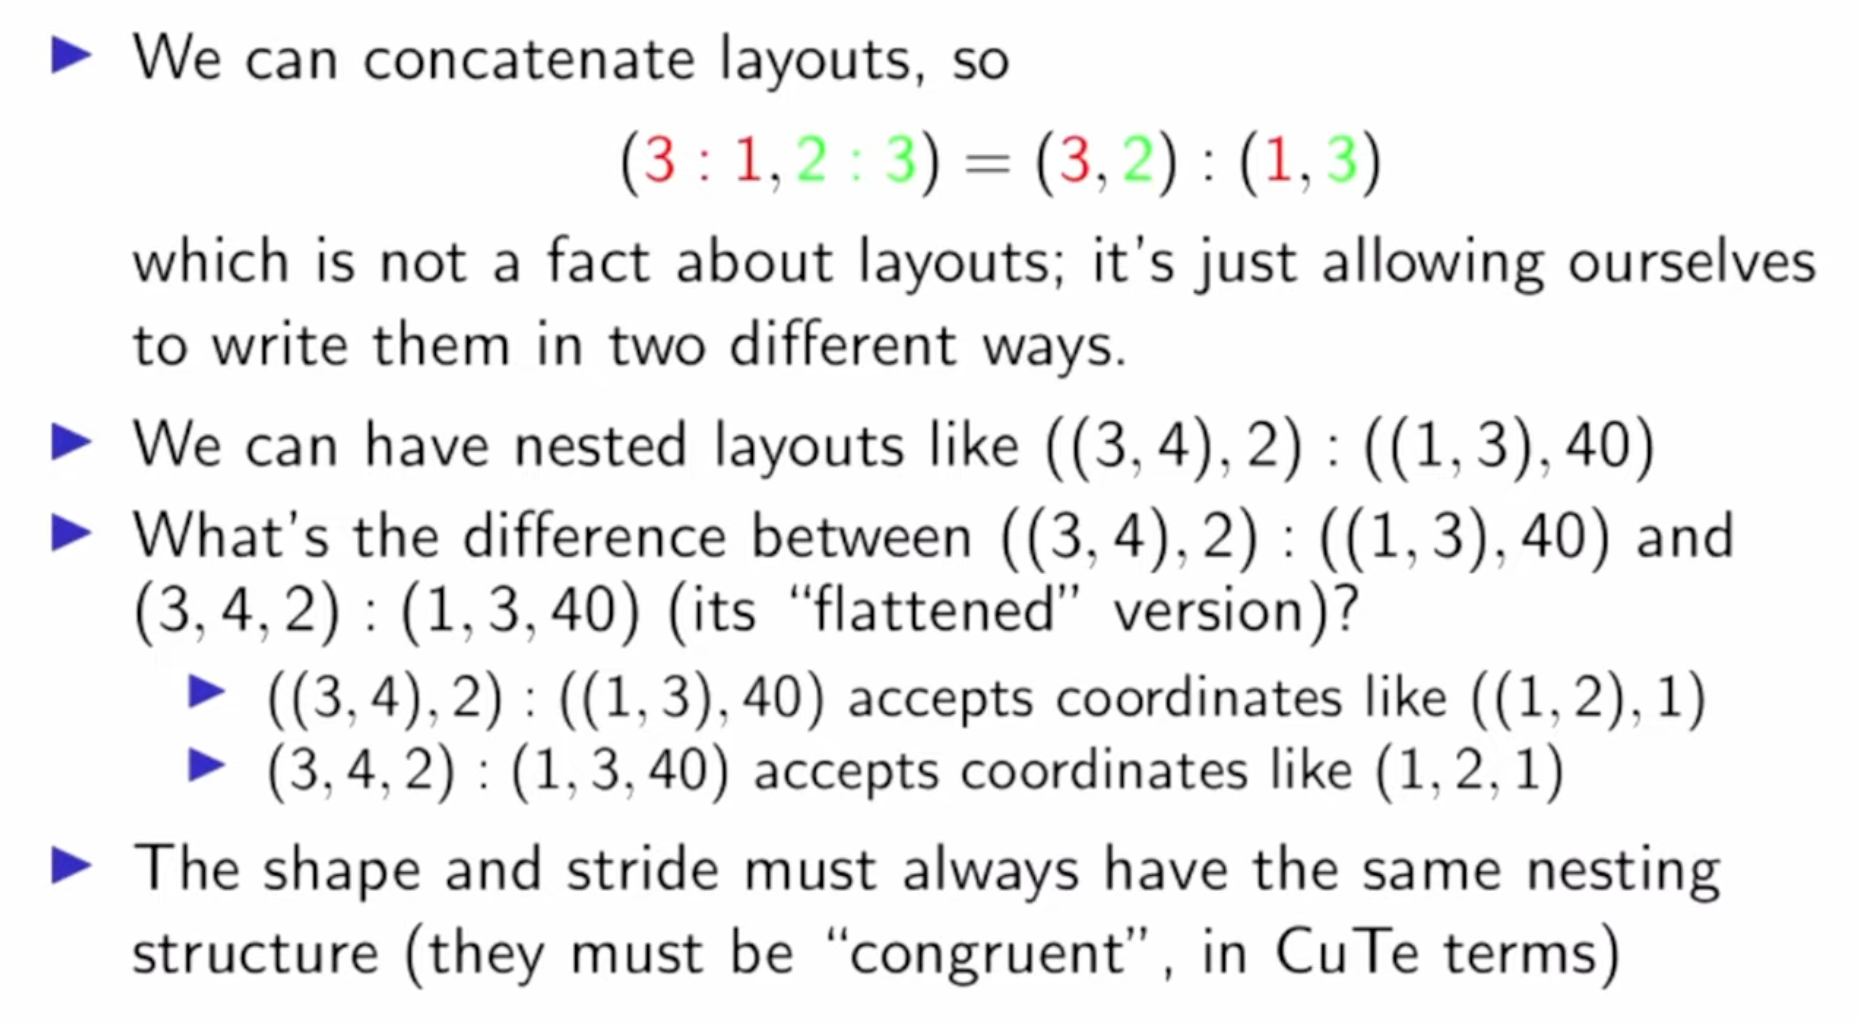 ▶ We can concatenate layouts, so
(3 : 1, 2 : 3) = (3, 2) : (1, 3)
which is not a fact about layouts; it's just allowing ourselves
to write them in two different ways.
▶ We can have nested layouts like ((3, 4), 2) : ((1, 3), 40)
▶ What's the difference between ((3, 4), 2) : ((1, 3), 40) and
(3, 4, 2) : (1, 3, 40) (its “flattened” version)?
▶ ((3, 4), 2) : ((1, 3), 40) accepts coordinates like ((1, 2), 1)
▶ (3, 4, 2) : (1, 3, 40) accepts coordinates like (1, 2, 1)
▶ The shape and stride must always have the same nesting
structure (they must be “congruent”, in CuTe terms)